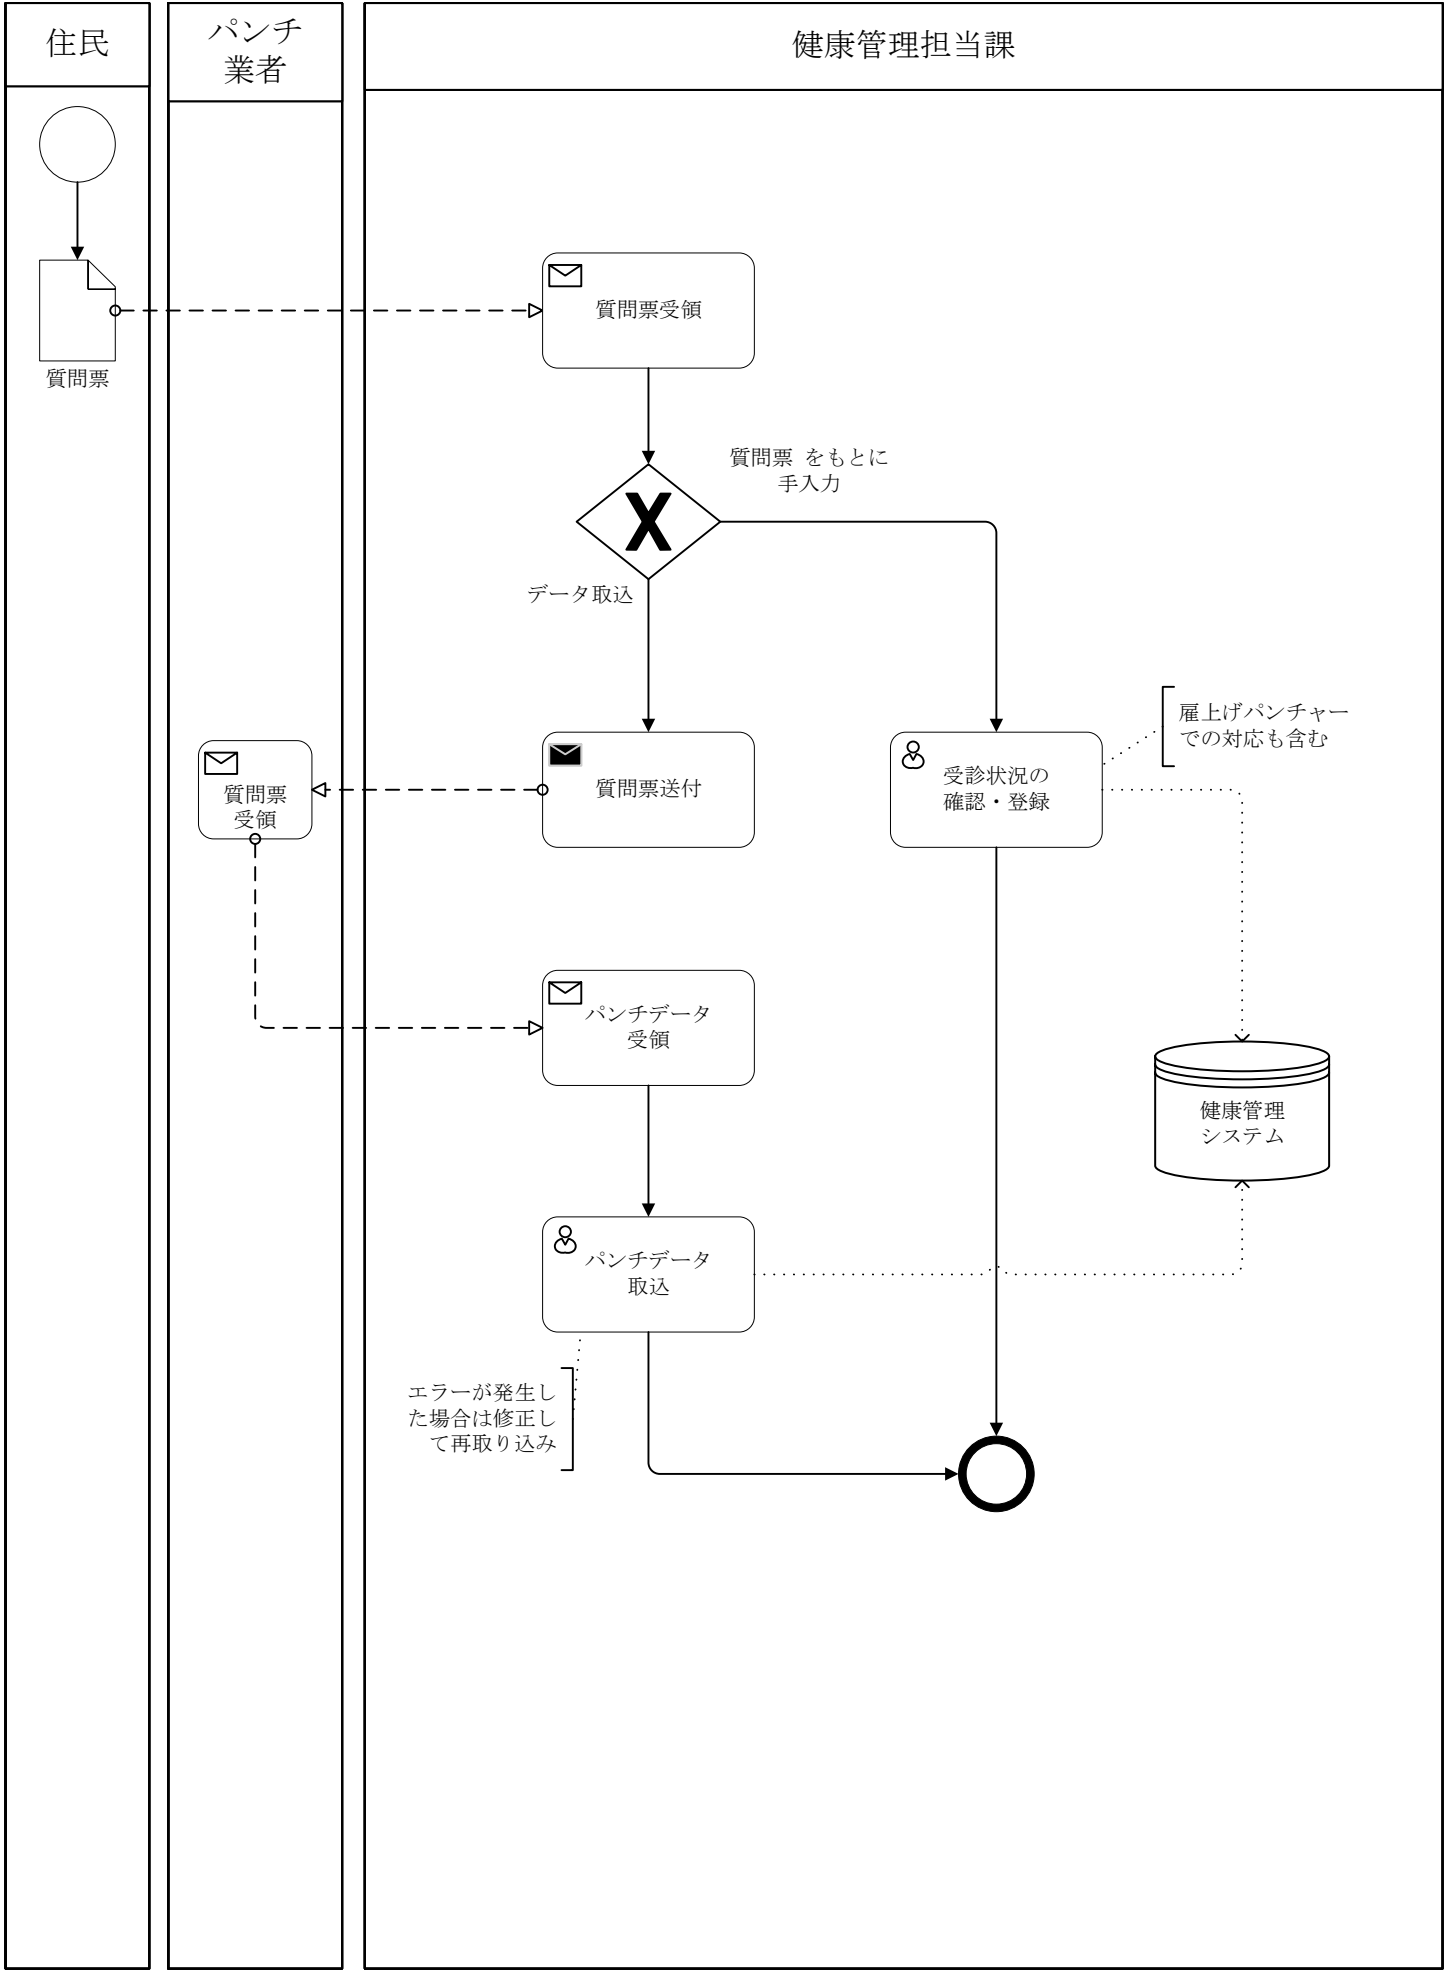 住民
パンチ
業者
健康管理担当課
質問票
質問票受領
質問票 をもとに
手入力
データ取込
質問票
受領
質問票送付
受診状況の
確認・登録
雇上げパンチャー
での対応も含む
パンチデータ
受領
健康管理
システム
パンチデータ
取込
エラーが発生し
た場合は修正し
て再取り込み